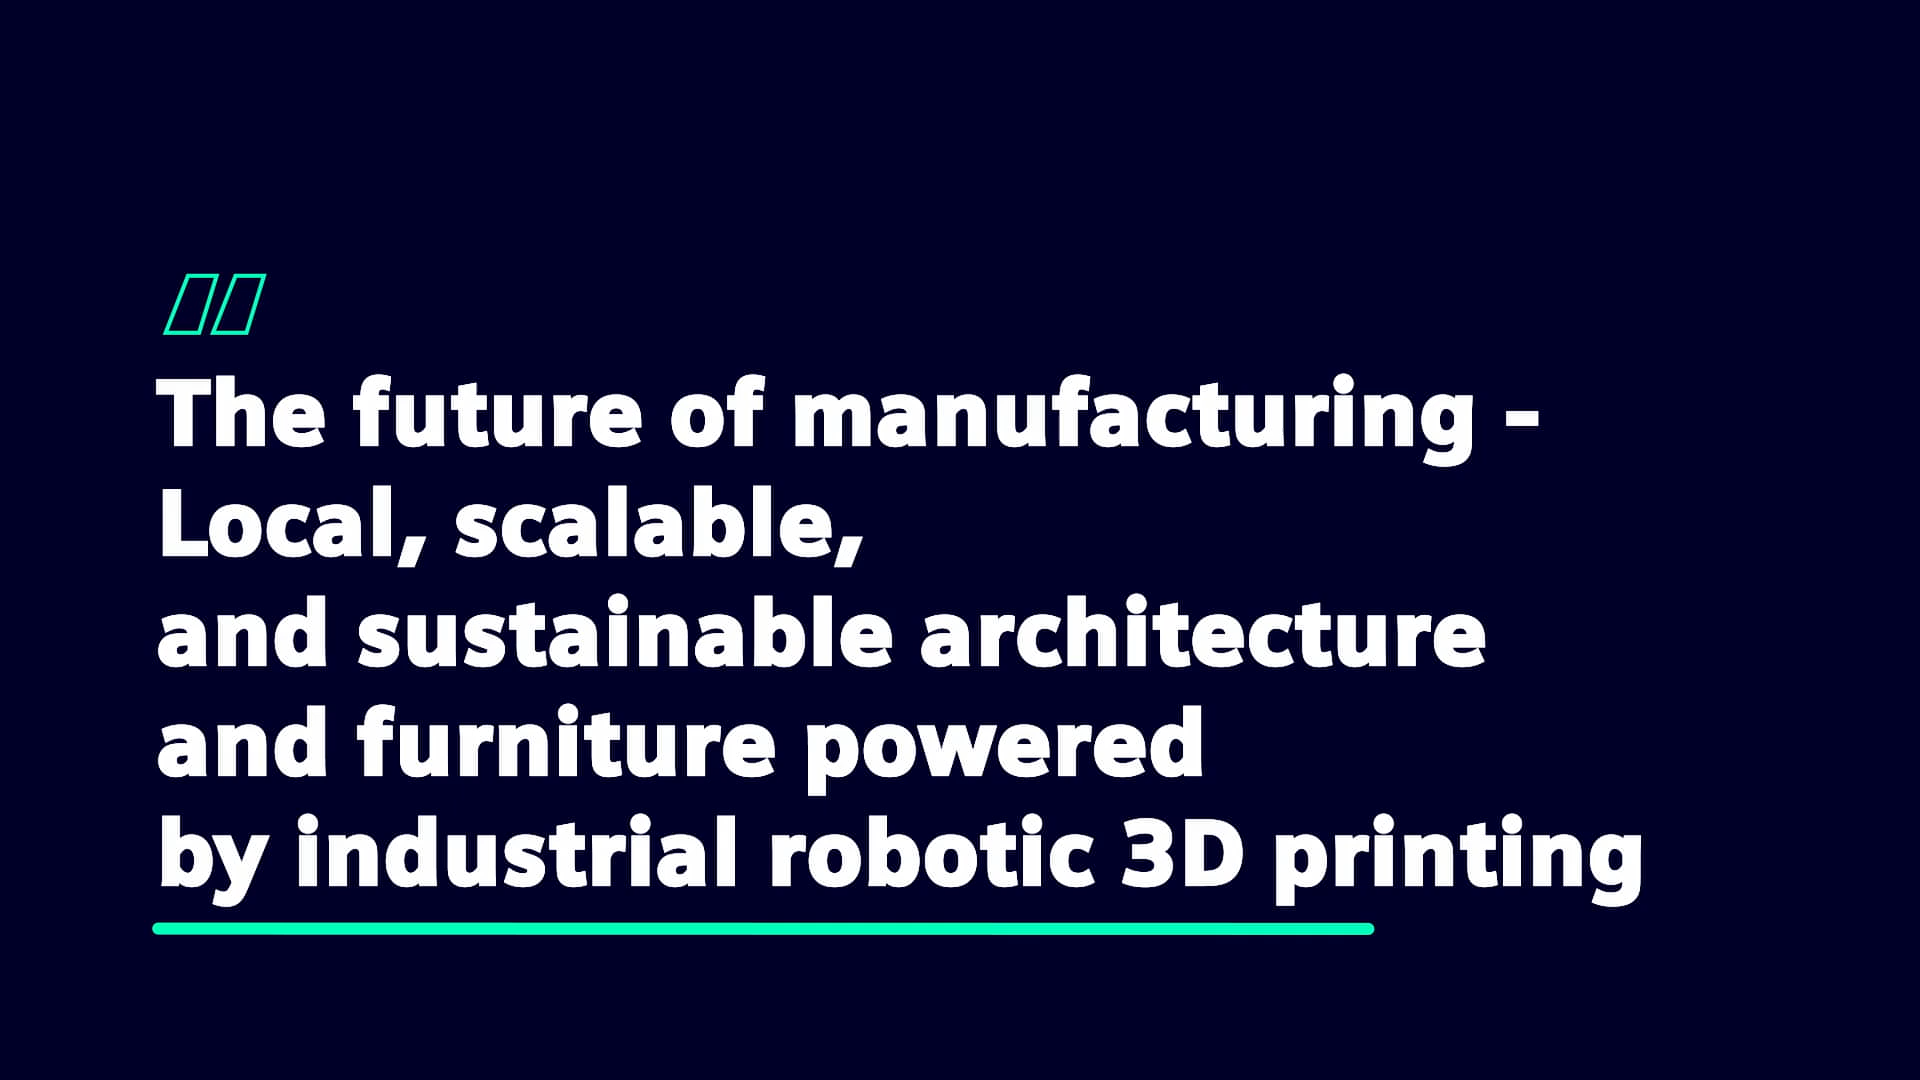 The future of manufacturing -
Local, scalable,
and sustainable architecture
and furniture powered
by industrial robotic 3D printing